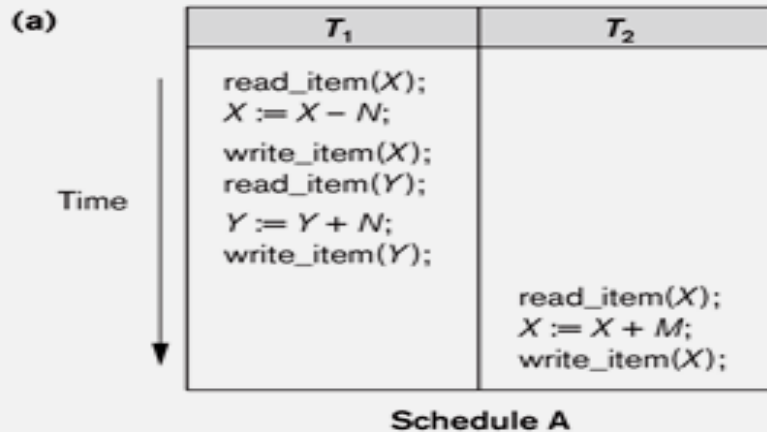 (a)
T₁ T₂
read_item(X);
X := X – N;
write_item(X);
read_item(Y);
Time
Y := Y + N;
write_item(Y);
read_item(X);
X := X + M;
write_item(X);
Schedule A